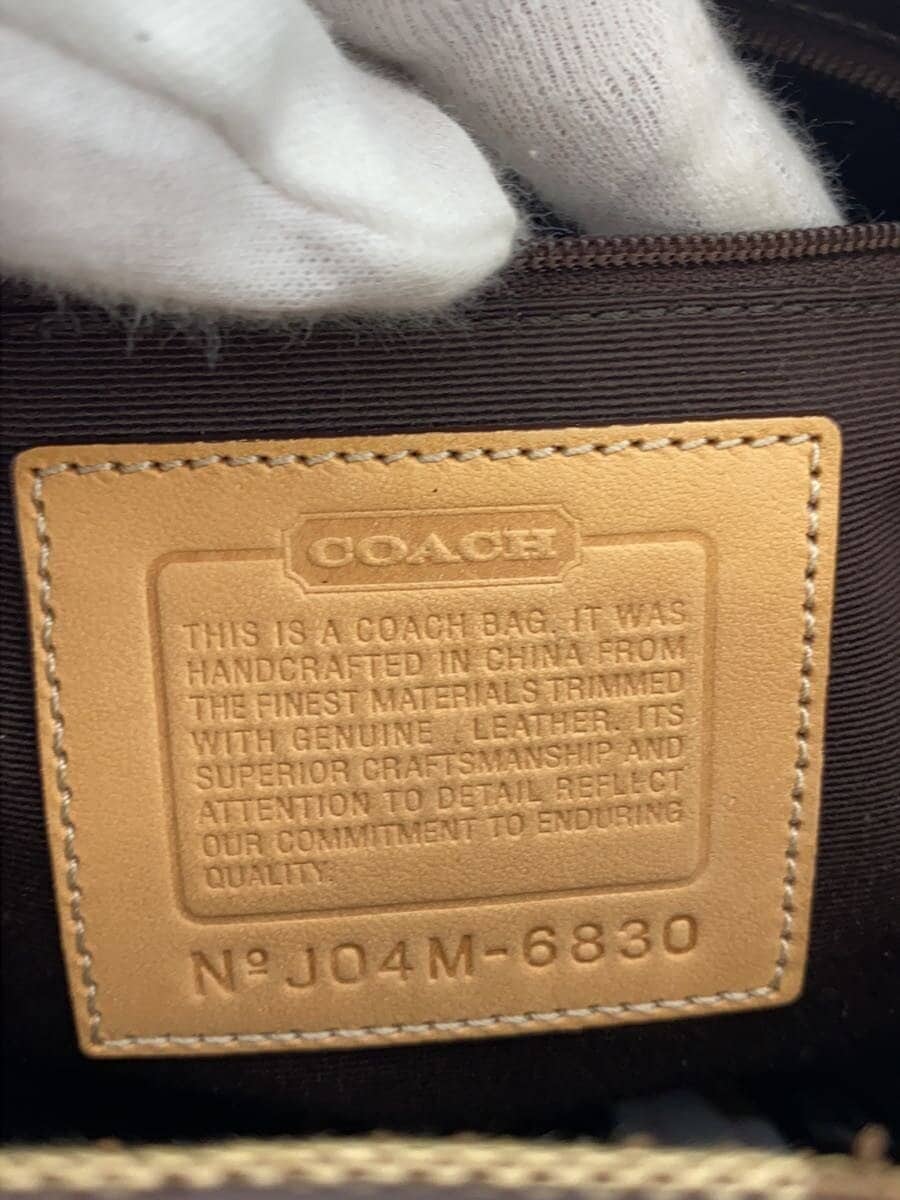 COACH
THIS IS A COACH BAG. IT WAS
HANDCRAFTED IN CHINA FROM
THE FINEST MATERIALS TRIMMED
WITH GENUINE LEATHER. ITS
SUPERIOR CRAFTSMANSHIP AND
ATTENTION TO DETAIL REFLECT
OUR COMMITMENT TO ENDURING
QUALITY.
Nº J04M-6830